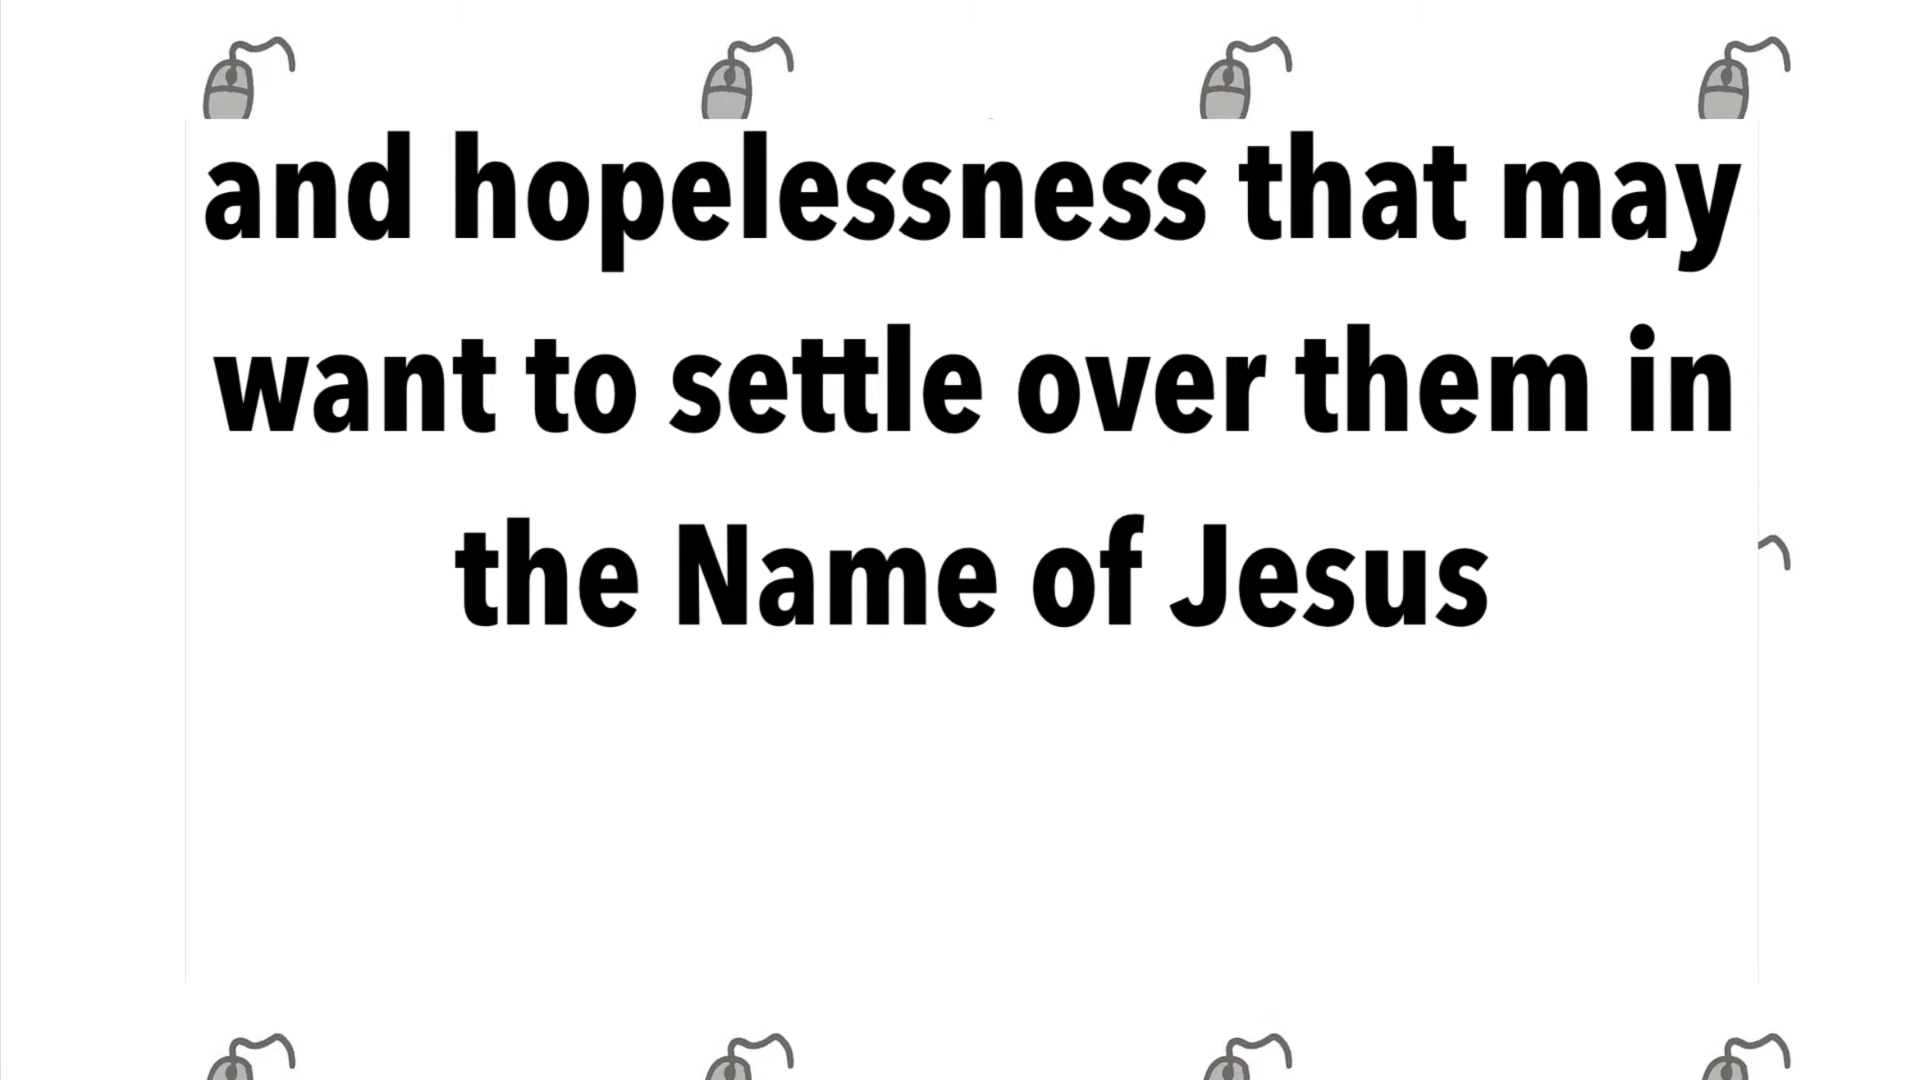 and hopelessness that may
want to settle over them in
the Name of Jesus